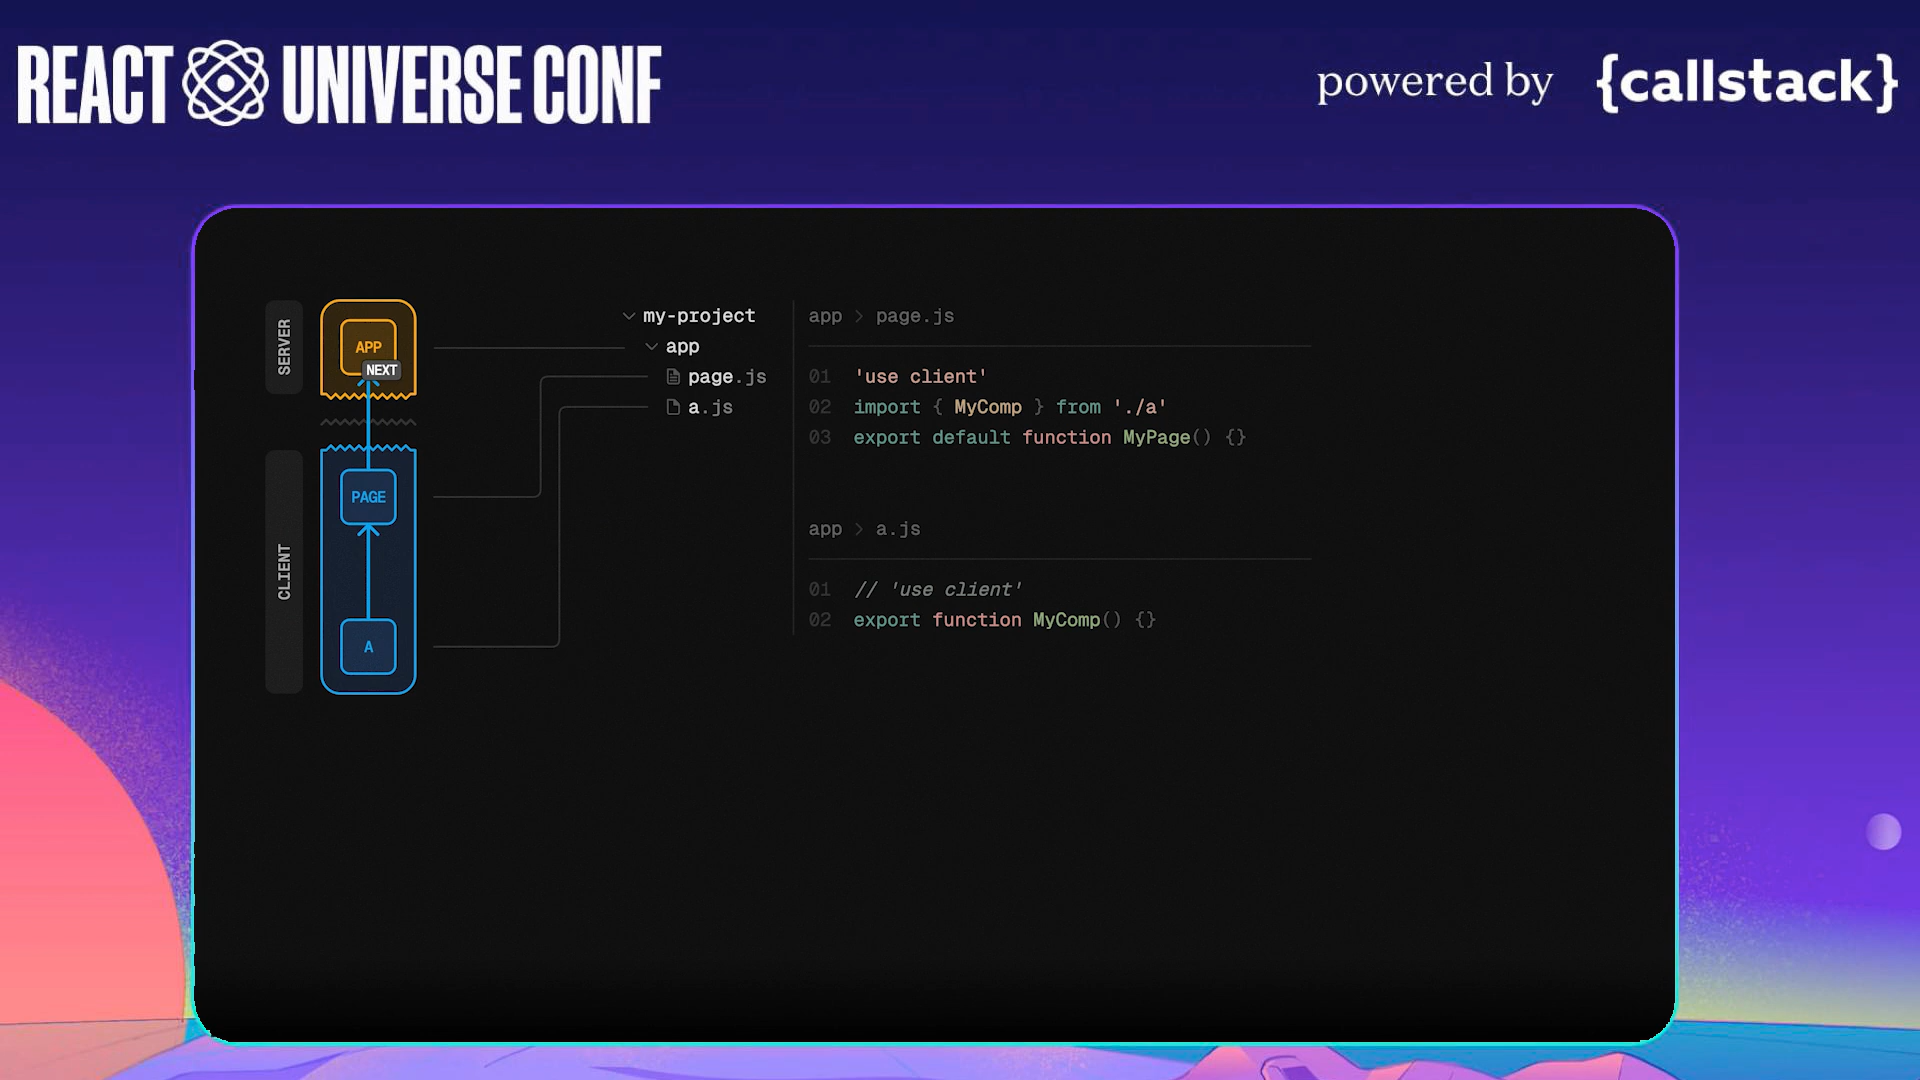 REACT UNIVERSE CONF
powered by {callstack}
SERVER
APP
NEXT
CLIENT
PAGE
A
my-project
app
page.js
a.js
app > page.js
01 'use client'
02 import { MyComp } from './a'
03 export default function MyPage() {}
app > a.js
01 // 'use client'
02 export function MyComp() {}